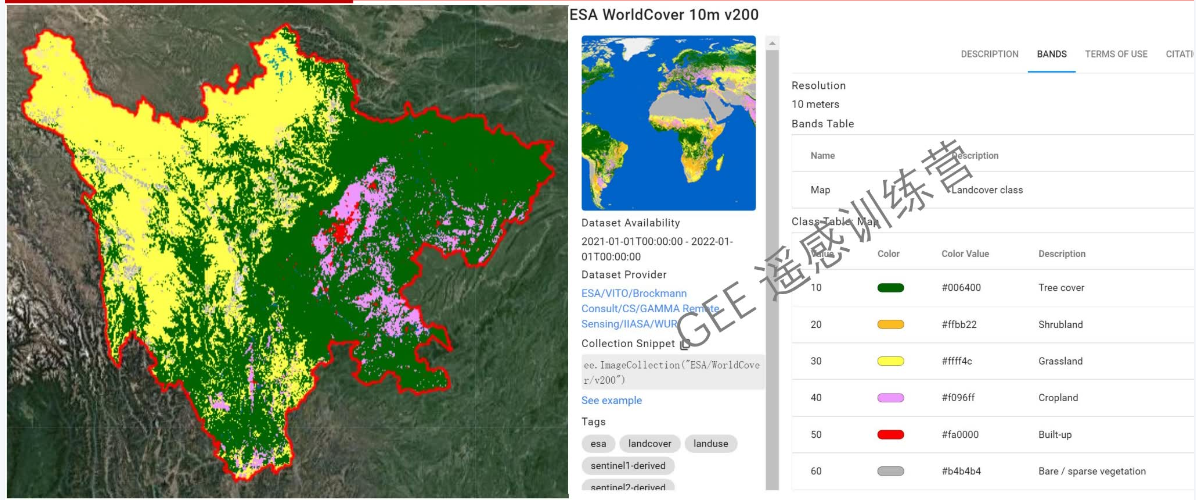 ESA WorldCover 10m v200
Dataset Availability
2021-01-01T00:00:00 - 2022-01-
01T00:00:00
Dataset Provider
ESA/VITO/Brockmann
Consult/CS/GAMMA Remote
Sensing/IIASA/WUR
Collection Snippet
ee.ImageCollection("ESA/WorldCove
r/v200")
See example
Tags
esa landcover landuse
sentinel1-derived
sentinel2-derived
DESCRIPTION BANDS TERMS OF USE CITATI
Resolution
10 meters
Bands Table
Name Description
Map Landcover class
Class Table: Map
Value Color Color Value Description
10 #006400 Tree cover
20 #ffbb22 Shrubland
30 #ffff4c Grassland
40 #f096ff Cropland
50 #fa0000 Built-up
60 #b4b4b4 Bare / sparse vegetation
GEE 遥感训练营